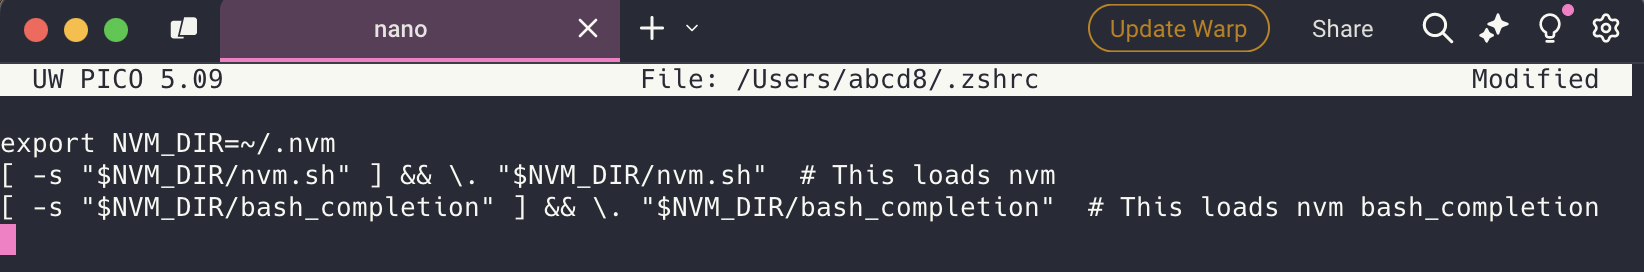 nano
Update Warp Share
UW PICO 5.09 File: /Users/abcd8/.zshrc Modified
export NVM_DIR=~/.nvm
[ -s "$NVM_DIR/nvm.sh" ] && \. "$NVM_DIR/nvm.sh"  # This loads nvm
[ -s "$NVM_DIR/bash_completion" ] && \. "$NVM_DIR/bash_completion"  # This loads nvm bash_completion